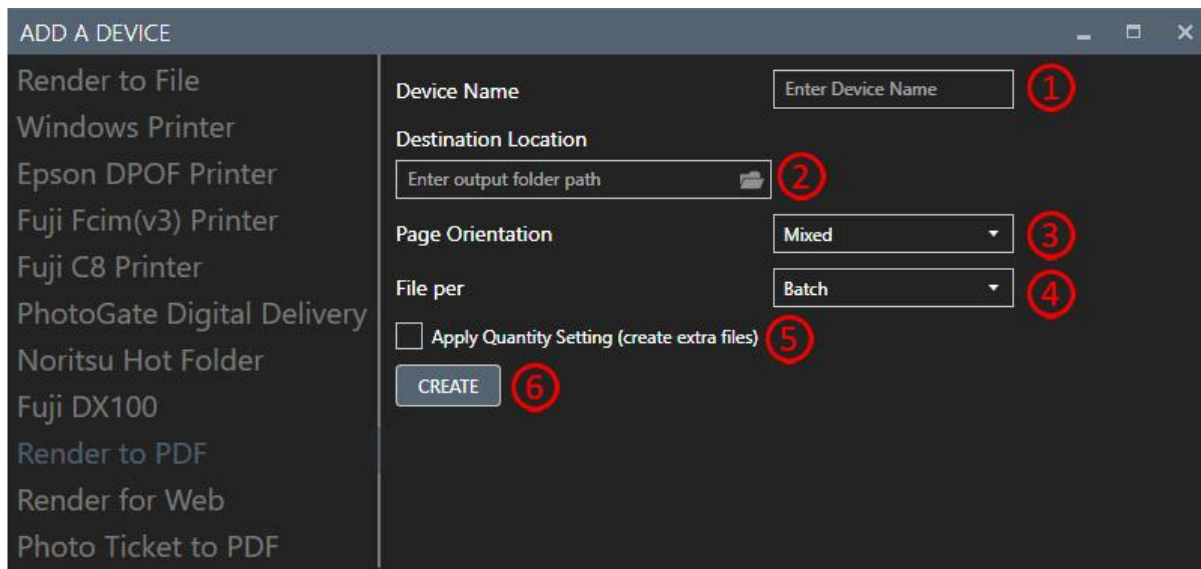 ADD A DEVICE
Render to File
Windows Printer
Epson DPOF Printer
Fuji Fcim(v3) Printer
Fuji C8 Printer
PhotoGate Digital Delivery
Noritsu Hot Folder
Fuji DX100
Render to PDF
Render for Web
Photo Ticket to PDF
Device Name Enter Device Name 1
Destination Location
Enter output folder path 2
Page Orientation Mixed 3
File per Batch 4
Apply Quantity Setting (create extra files) 5
CREATE 6